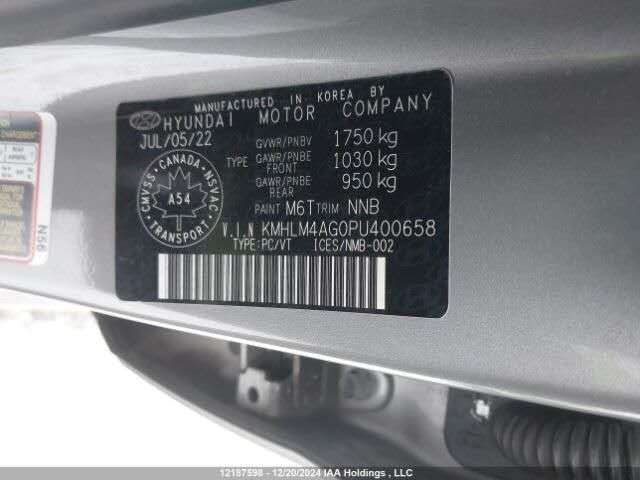 MANUFACTURED IN KOREA BY
HYUNDAI MOTOR COMPANY
JUL/05/22
GVWR/PNBV 1750 kg
TYPE GAWR/PNBE FRONT 1030 kg
GAWR/PNBE REAR 950 kg
PAINT M6T TRIM NNB
CANADA
CMVSS NSVAC
A54
TRANSPORT
V.I.N KMHLM4AG0PU400658
TYPE:PC/VT ICES/NMB-002
N56
12187598 - 12/20/2024 IAA Holdings, LLC